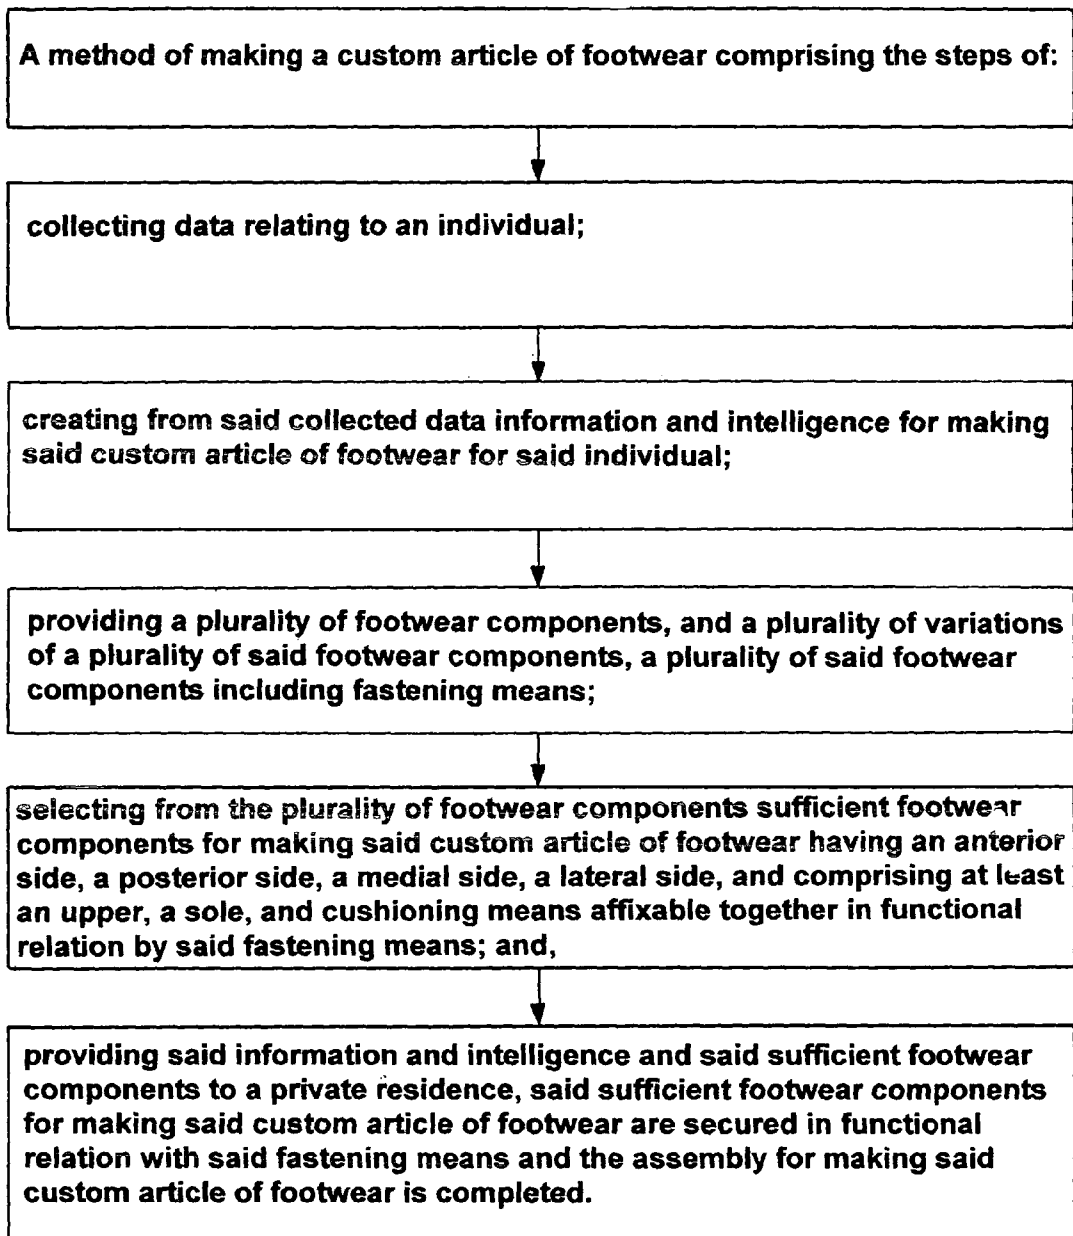 A method of making a custom article of footwear comprising the steps of:
collecting data relating to an individual;
creating from said collected data information and intelligence for making
said custom article of footwear for said individual;
providing a plurality of footwear components, and a plurality of variations
of a plurality of said footwear components, a plurality of said footwear
components including fastening means;
selecting from the plurality of footwear components sufficient footwear
components for making said custom article of footwear having an anterior
side, a posterior side, a medial side, a lateral side, and comprising at least
an upper, a sole, and cushioning means affixable together in functional
relation by said fastening means; and,
providing said information and intelligence and said sufficient footwear
components to a private residence, said sufficient footwear components
for making said custom article of footwear are secured in functional
relation with said fastening means and the assembly for making said
custom article of footwear is completed.